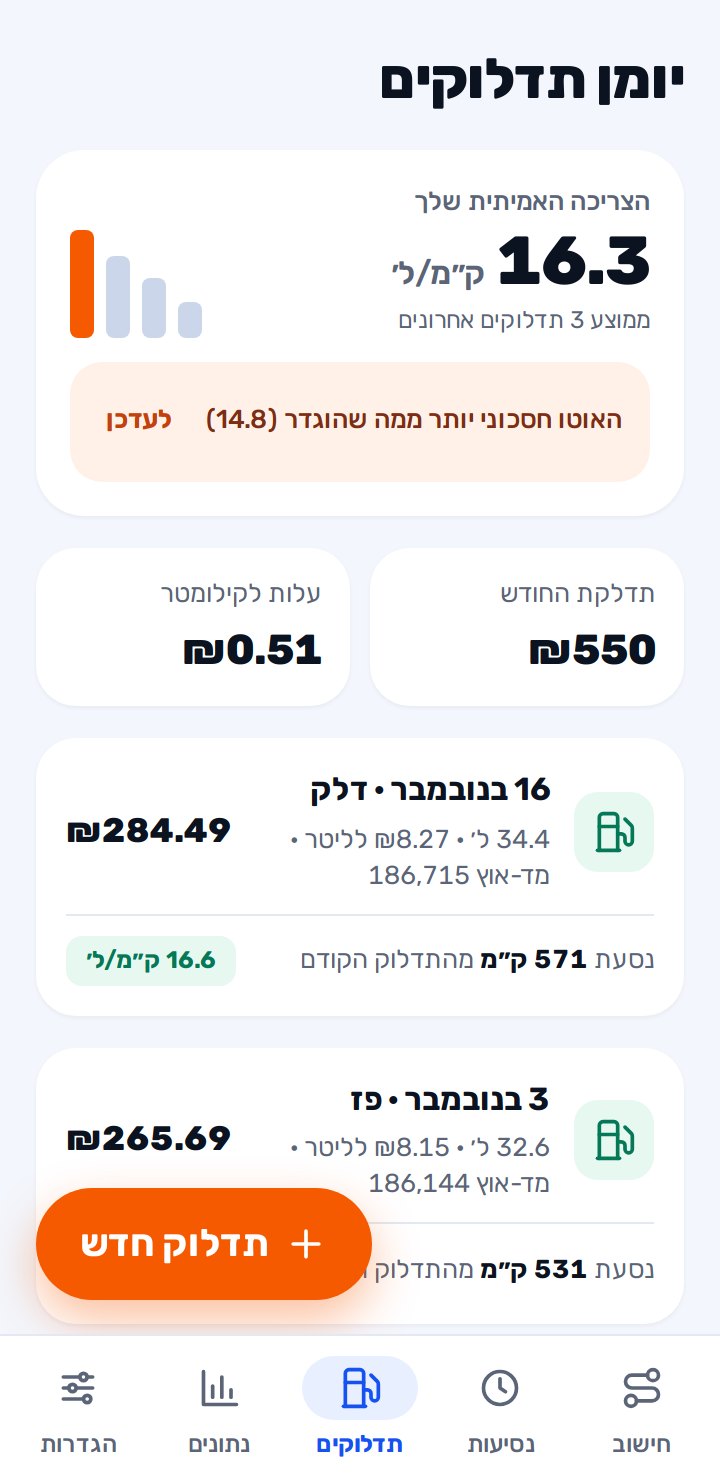 יומן תדלוקים
הצריכה האמיתית שלך
16.3 ק״מ/ל׳
ממוצע 3 תדלוקים אחרונים
האוטו חסכוני יותר ממה שהוגדר (14.8) לעדכן
תדלקת החודש
₪550
עלות לקילומטר
₪0.51
16 בנובמבר • דלק
34.4 ל׳ • ₪8.27 לליטר •
מד-אוץ 186,715
₪284.49
נסעת 571 ק״מ מהתדלוק הקודם
16.6 ק״מ/ל׳
3 בנובמבר • פז
32.6 ל׳ • ₪8.15 לליטר •
מד-אוץ 186,144
₪265.69
נסעת 531 ק״מ מהתדלוק
+ תדלוק חדש
חישוב
נסיעות
תדלוקים
נתונים
הגדרות